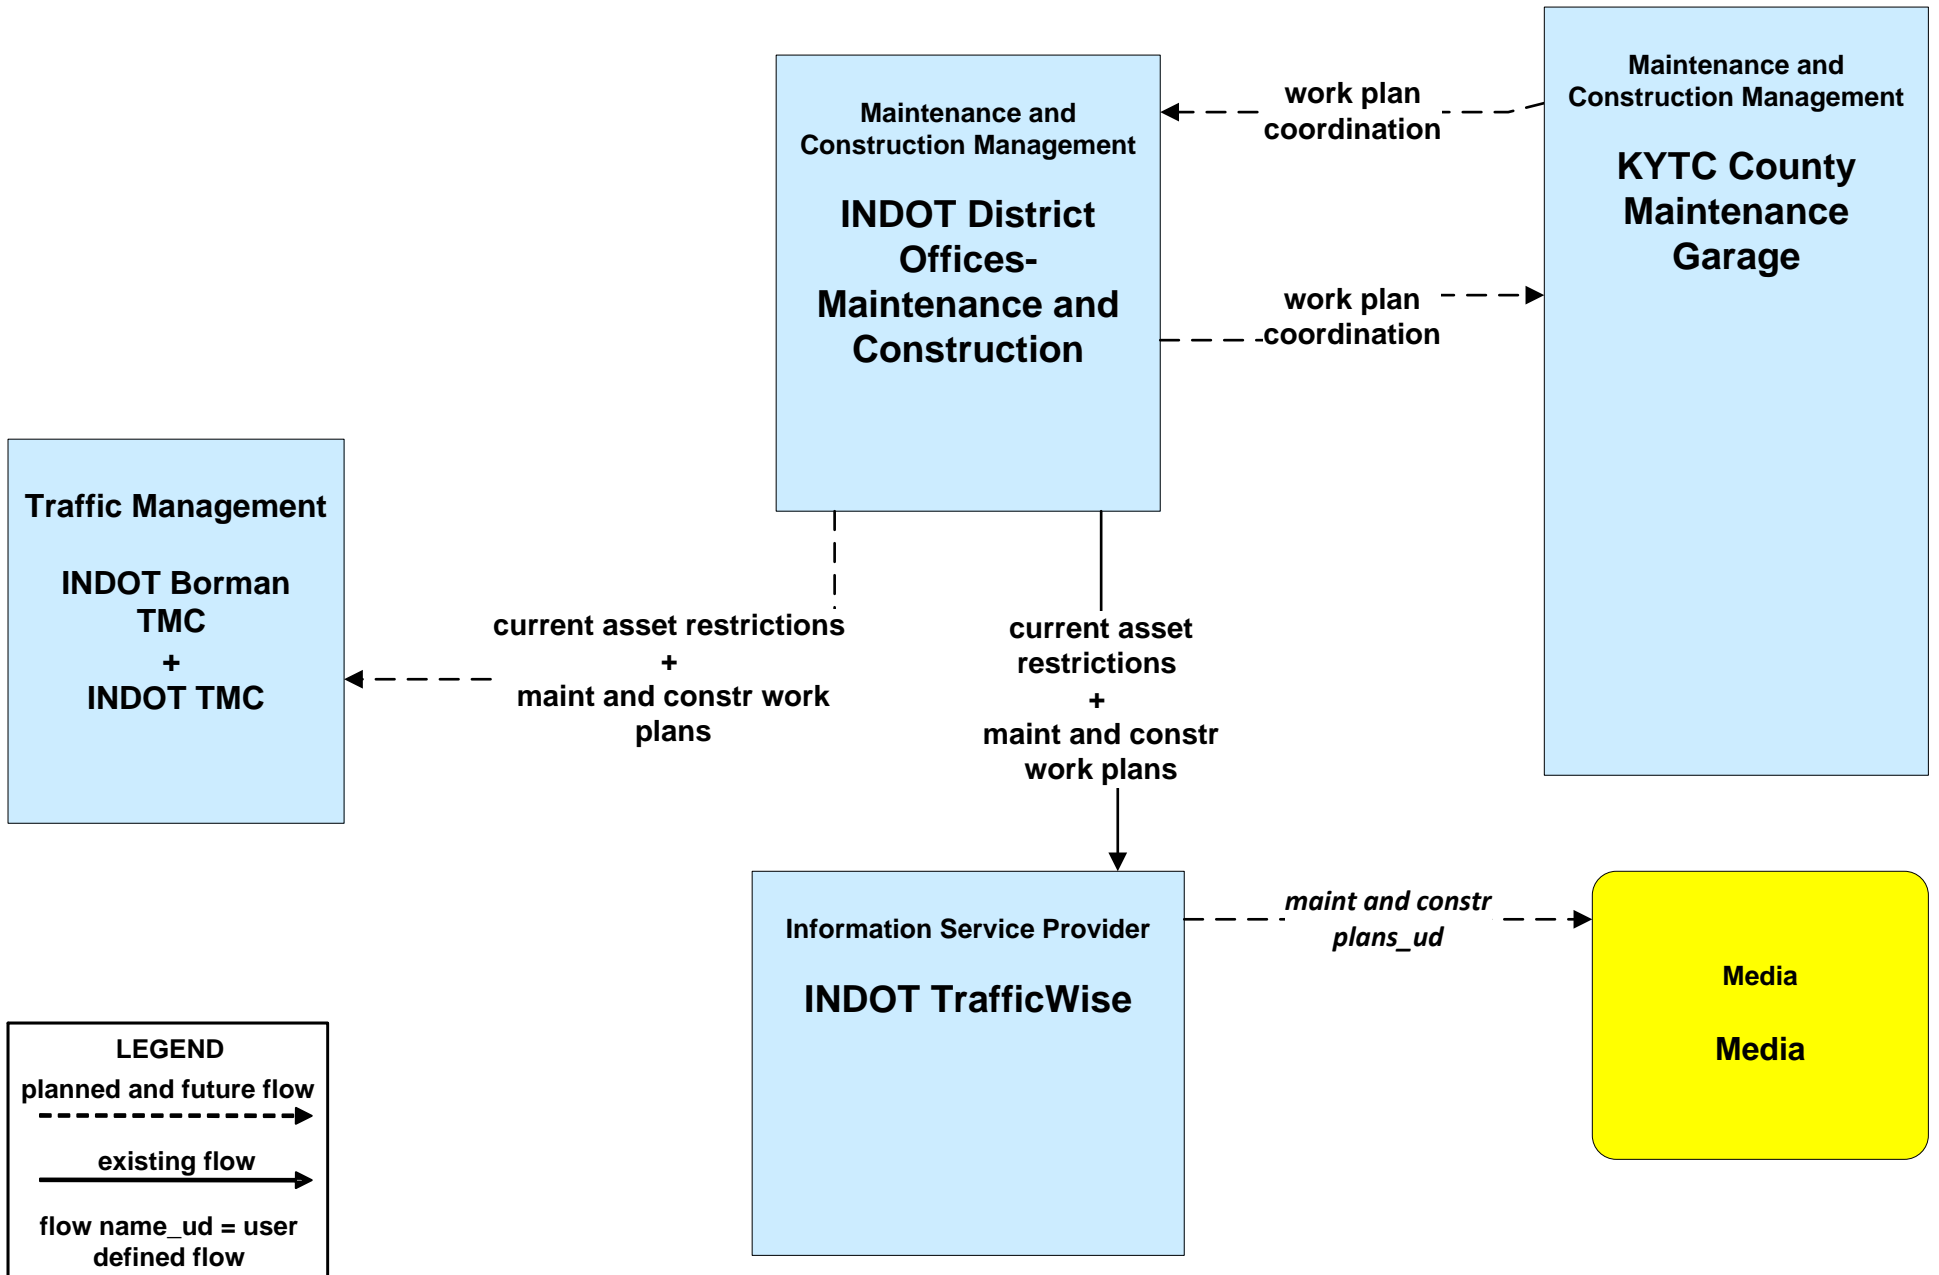 Maintenance and
Construction Management
INDOT District
Offices-
Maintenance and
Construction
work plan
coordination
work plan
coordination
Maintenance and
Construction Management
KYTC County
Maintenance
Garage
Traffic Management
INDOT Borman
TMC
+
INDOT TMC
current asset restrictions
+
maint and constr work
plans
current asset
restrictions
+
maint and constr
work plans
Information Service Provider
INDOT TrafficWise
maint and constr
plans_ud
Media
Media
LEGEND
planned and future flow
existing flow
flow name_ud = user
defined flow